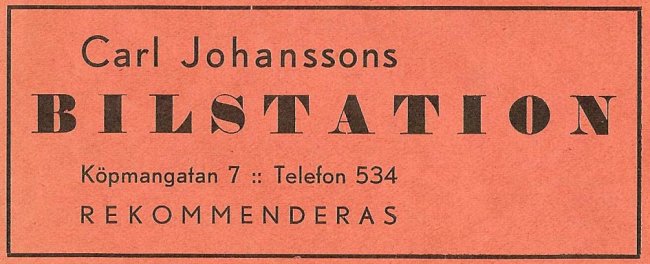 Carl Johanssons
BILSTATION
Köpmangatan 7 :: Telefon 534
REKOMMENDERAS